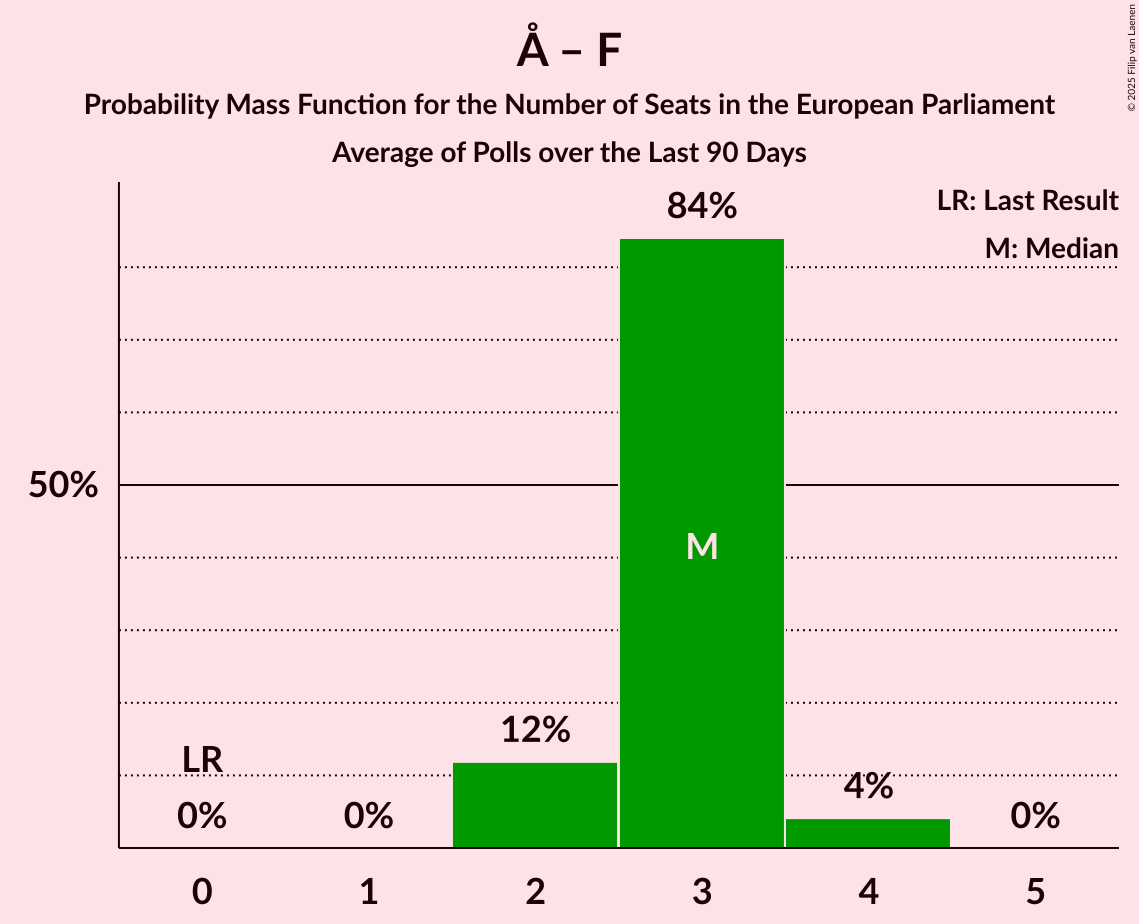 Å – F
Probability Mass Function for the Number of Seats in the European Parliament
Average of Polls over the Last 90 Days
© 2025 Filip van Laenen
LR: Last Result
M: Median
84%
50%
M
12%
LR
4%
0%
0%
0%
0
1
2
3
4
5